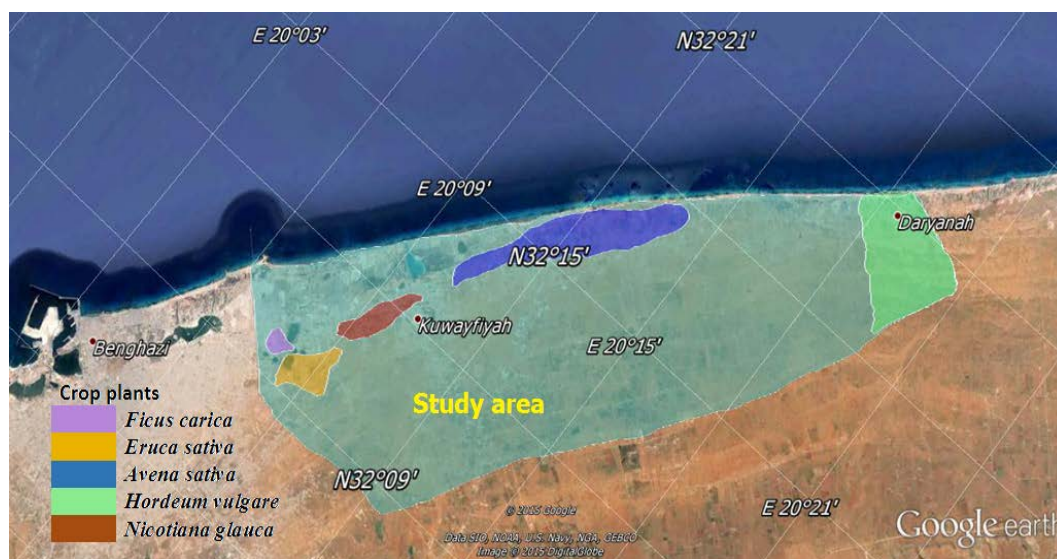 E 20°03'
N32°21'
E 20°09'
Daryanah
N32°15'
Kuwayfiyah
Benghazi
E 20°15'
Crop plants
Ficus carica
Eruca sativa
Avena sativa
Hordeum vulgare
Nicotiana glauca
Study area
N32°09'
E 20°21'
© 2015 Google
Data SIO, NOAA, U.S. Navy, NGA, GEBCO
Image © 2015 DigitalGlobe
Google earth